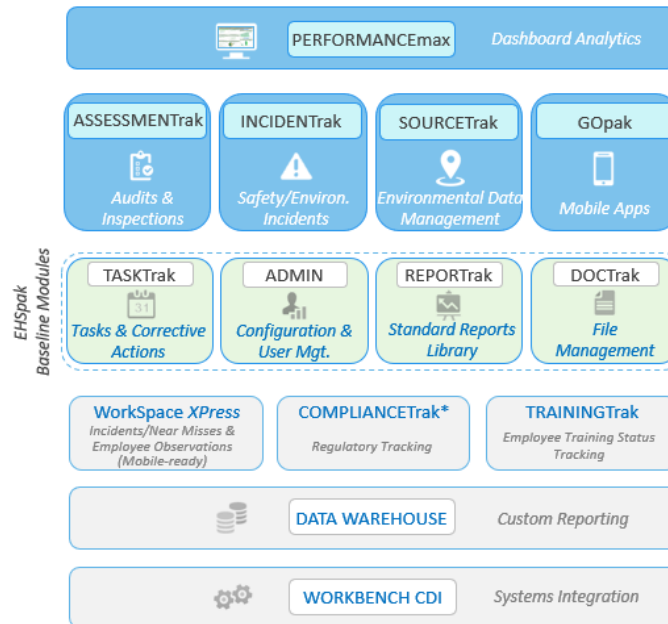 PERFORMANCEmax
Dashboard Analytics
ASSESSMENTrak
Audits &
Inspections
INCIDENTrak
Safety/Environ.
Incidents
SOURCETrak
Environmental Data
Management
GOpak
Mobile Apps
EHSpak
Baseline Modules
TASKTrak
31
Tasks & Corrective
Actions
ADMIN
Configuration &
User Mgt.
REPORTrak
Standard Reports
Library
DOCTrak
File
Management
WorkSpace XPress
Incidents/Near Misses &
Employee Observations
(Mobile-ready)
COMPLIANCETrak*
Regulatory Tracking
TRAININGTrak
Employee Training Status
Tracking
DATA WAREHOUSE
Custom Reporting
WORKBENCH CDI
Systems Integration